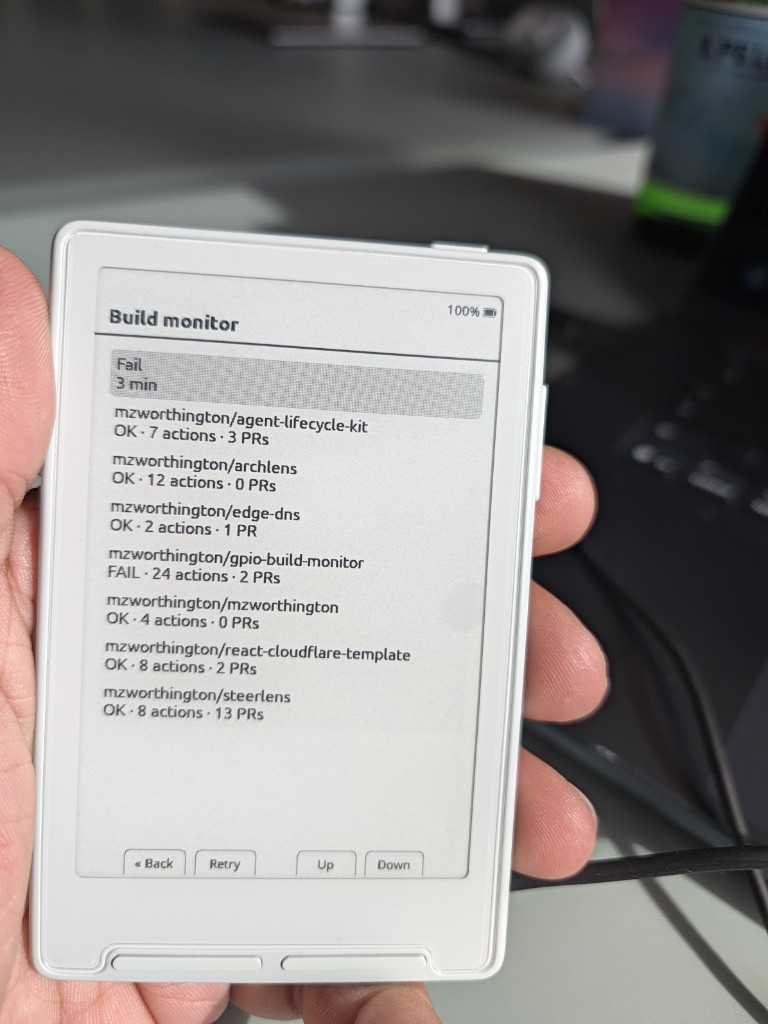 100%
Build monitor
Fail
3 min
mzworthington/agent-lifecycle-kit
OK · 7 actions · 3 PRs
mzworthington/archlens
OK · 12 actions · 0 PRs
mzworthington/edge-dns
OK · 2 actions · 1 PR
mzworthington/gpio-build-monitor
FAIL · 24 actions · 2 PRs
mzworthington/mzworthington
OK · 4 actions · 0 PRs
mzworthington/react-cloudflare-template
OK · 8 actions · 2 PRs
mzworthington/steerlens
OK · 8 actions · 13 PRs
« Back Retry Up Down